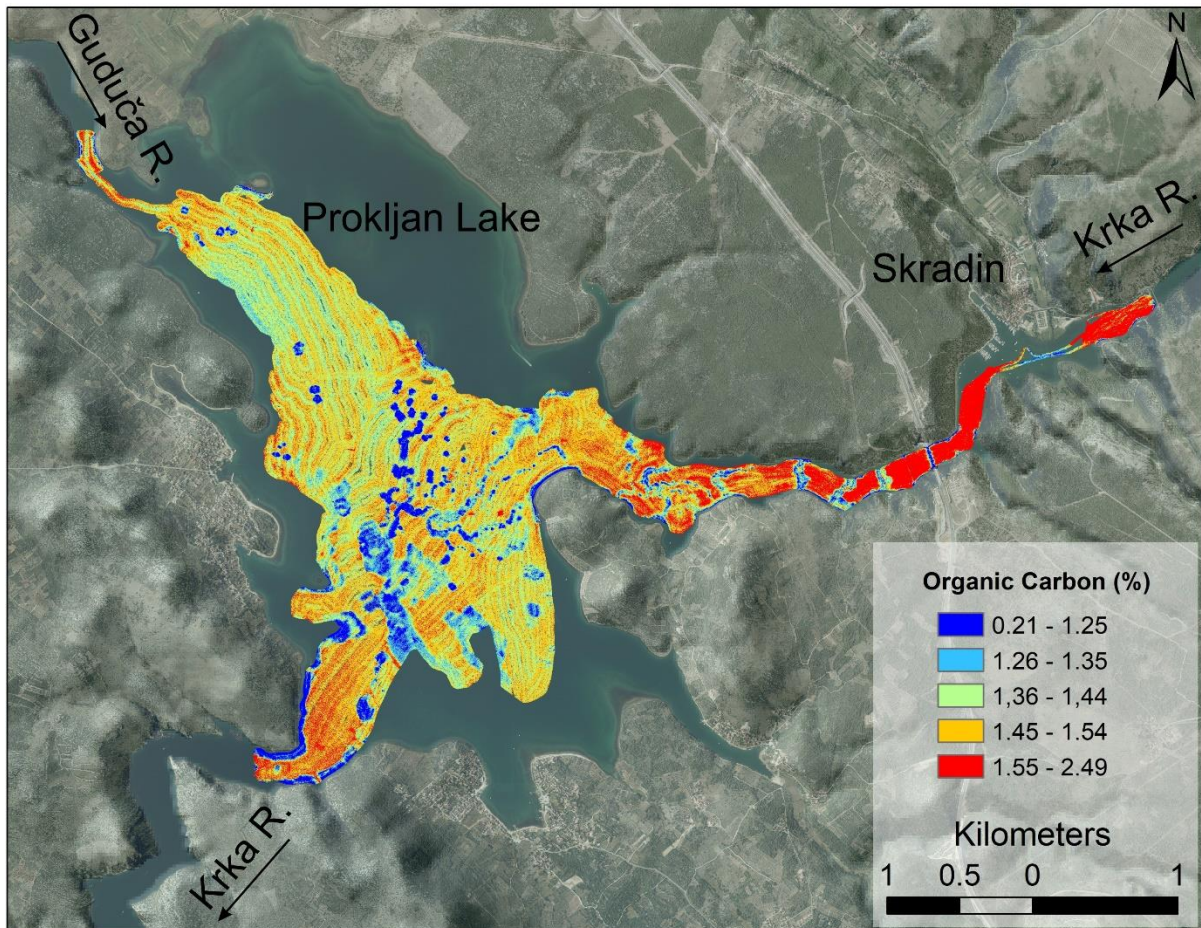 N
Guduča R.
Prokljan Lake
Krka R.
Skradin
Krka R.
Organic Carbon (%)
0.21 - 1.25
1.26 - 1.35
1,36 - 1,44
1.45 - 1.54
1.55 - 2.49
Kilometers
1 0.5 0 1